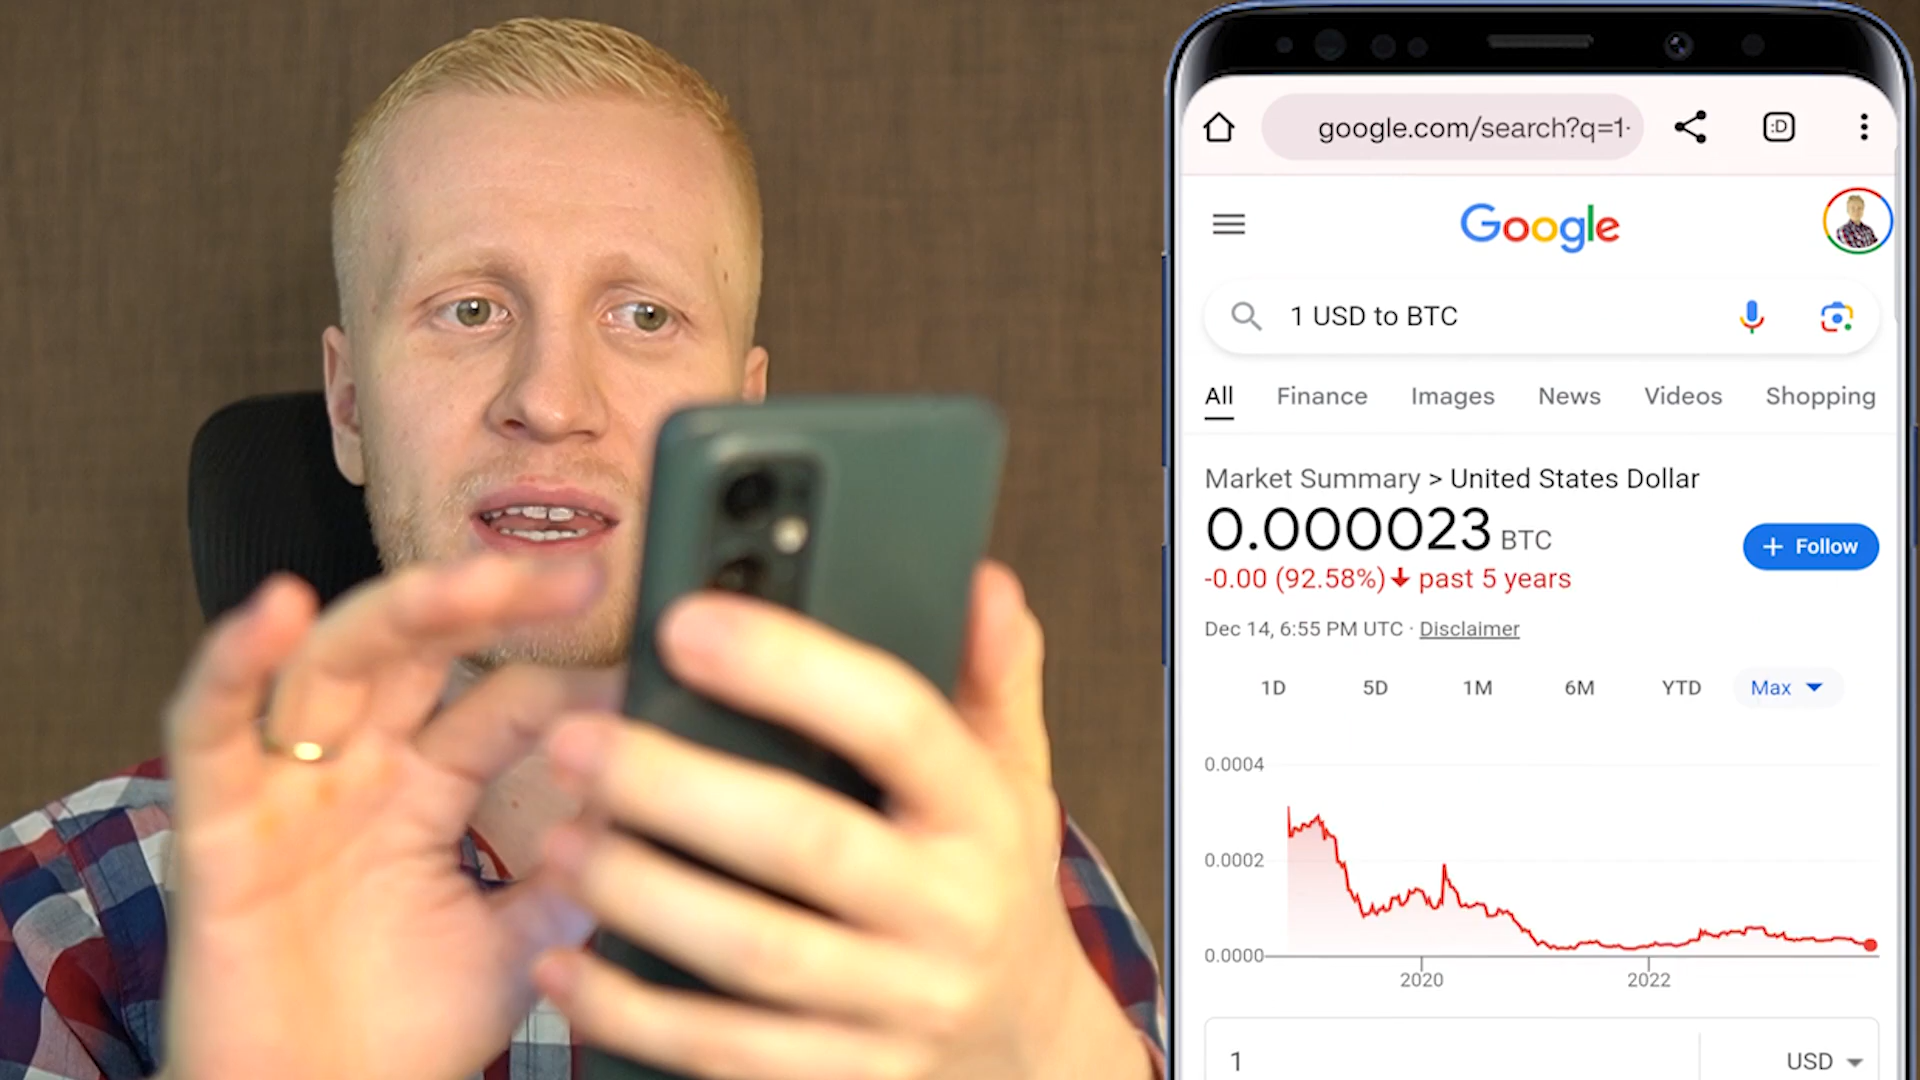 google.com/search?q=1
:D
Google
1 USD to BTC
All Finance Images News Videos Shopping
Market Summary > United States Dollar
0.000023 BTC
+ Follow
-0.00 (92.58%) ↓ past 5 years
Dec 14, 6:55 PM UTC · Disclaimer
1D 5D 1M 6M YTD Max
0.0004
0.0002
0.0000
2020 2022
1 USD